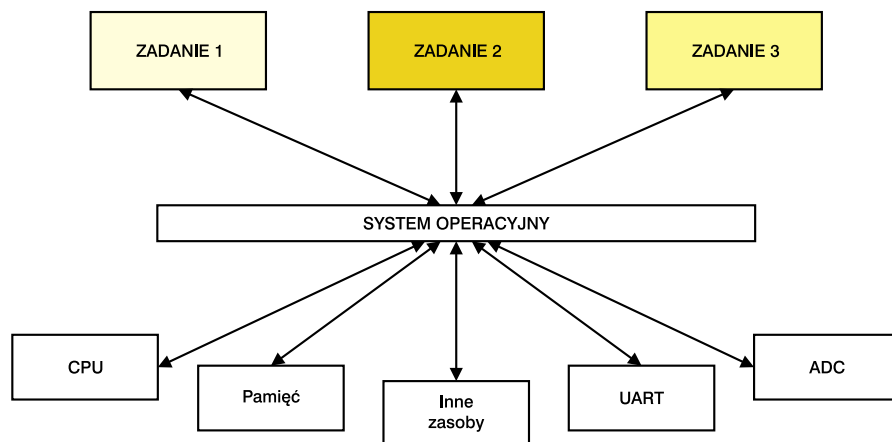 ZADANIE 1
ZADANIE 2
ZADANIE 3
SYSTEM OPERACYJNY
CPU
Pamięć
Inne
zasoby
UART
ADC